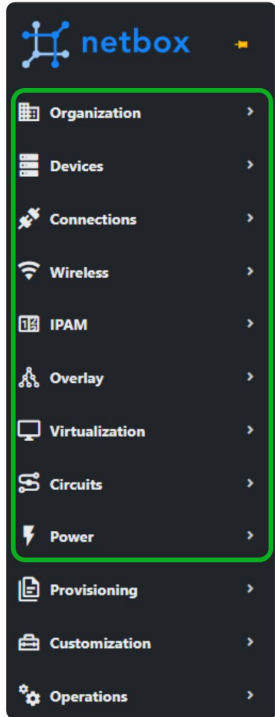 netbox
Organization
Devices
Connections
Wireless
IPAM
Overlay
Virtualization
Circuits
Power
Provisioning
Customization
Operations